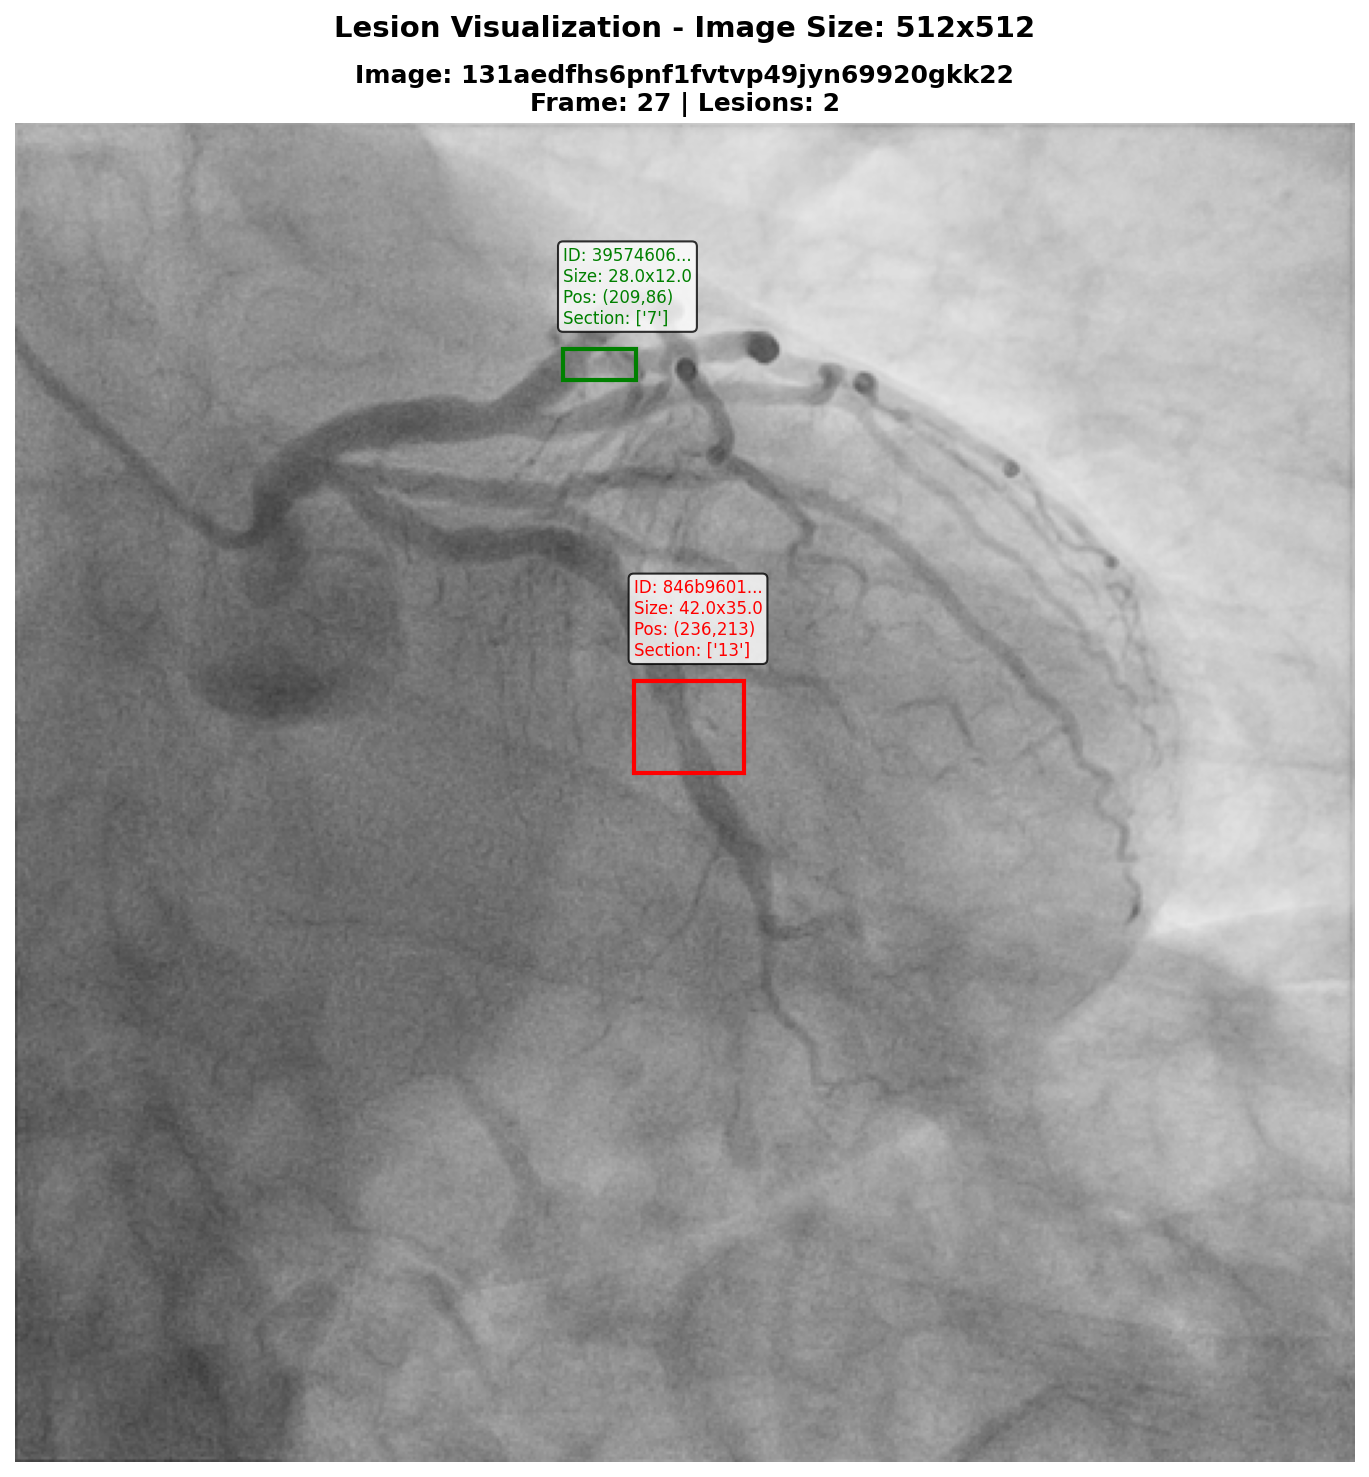 Lesion Visualization - Image Size: 512x512
Image: 131aedfhs6pnf1fvtvp49jyn69920gkk22
Frame: 27 | Lesions: 2
ID: 39574606...
Size: 28.0x12.0
Pos: (209,86)
Section: ['7']
ID: 846b9601...
Size: 42.0x35.0
Pos: (236,213)
Section: ['13']